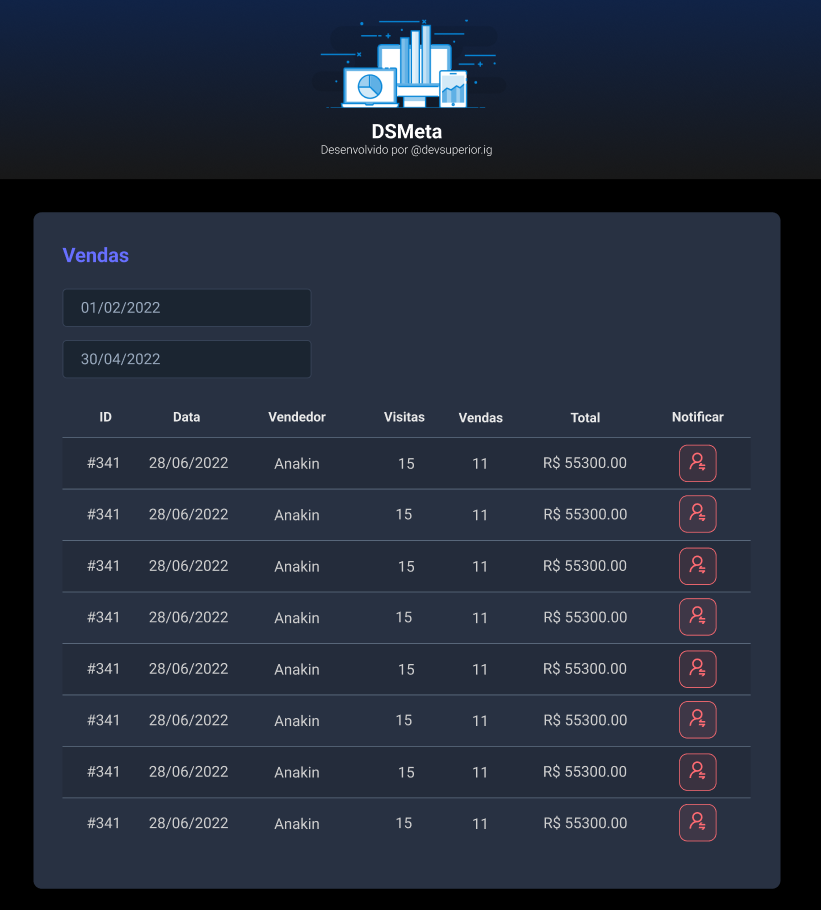 DSMeta
Desenvolvido por @devsuperior.ig
Vendas
01/02/2022
30/04/2022
ID Data Vendedor Visitas Vendas Total Notificar
#341 28/06/2022 Anakin 15 11 R$ 55300.00
#341 28/06/2022 Anakin 15 11 R$ 55300.00
#341 28/06/2022 Anakin 15 11 R$ 55300.00
#341 28/06/2022 Anakin 15 11 R$ 55300.00
#341 28/06/2022 Anakin 15 11 R$ 55300.00
#341 28/06/2022 Anakin 15 11 R$ 55300.00
#341 28/06/2022 Anakin 15 11 R$ 55300.00
#341 28/06/2022 Anakin 15 11 R$ 55300.00